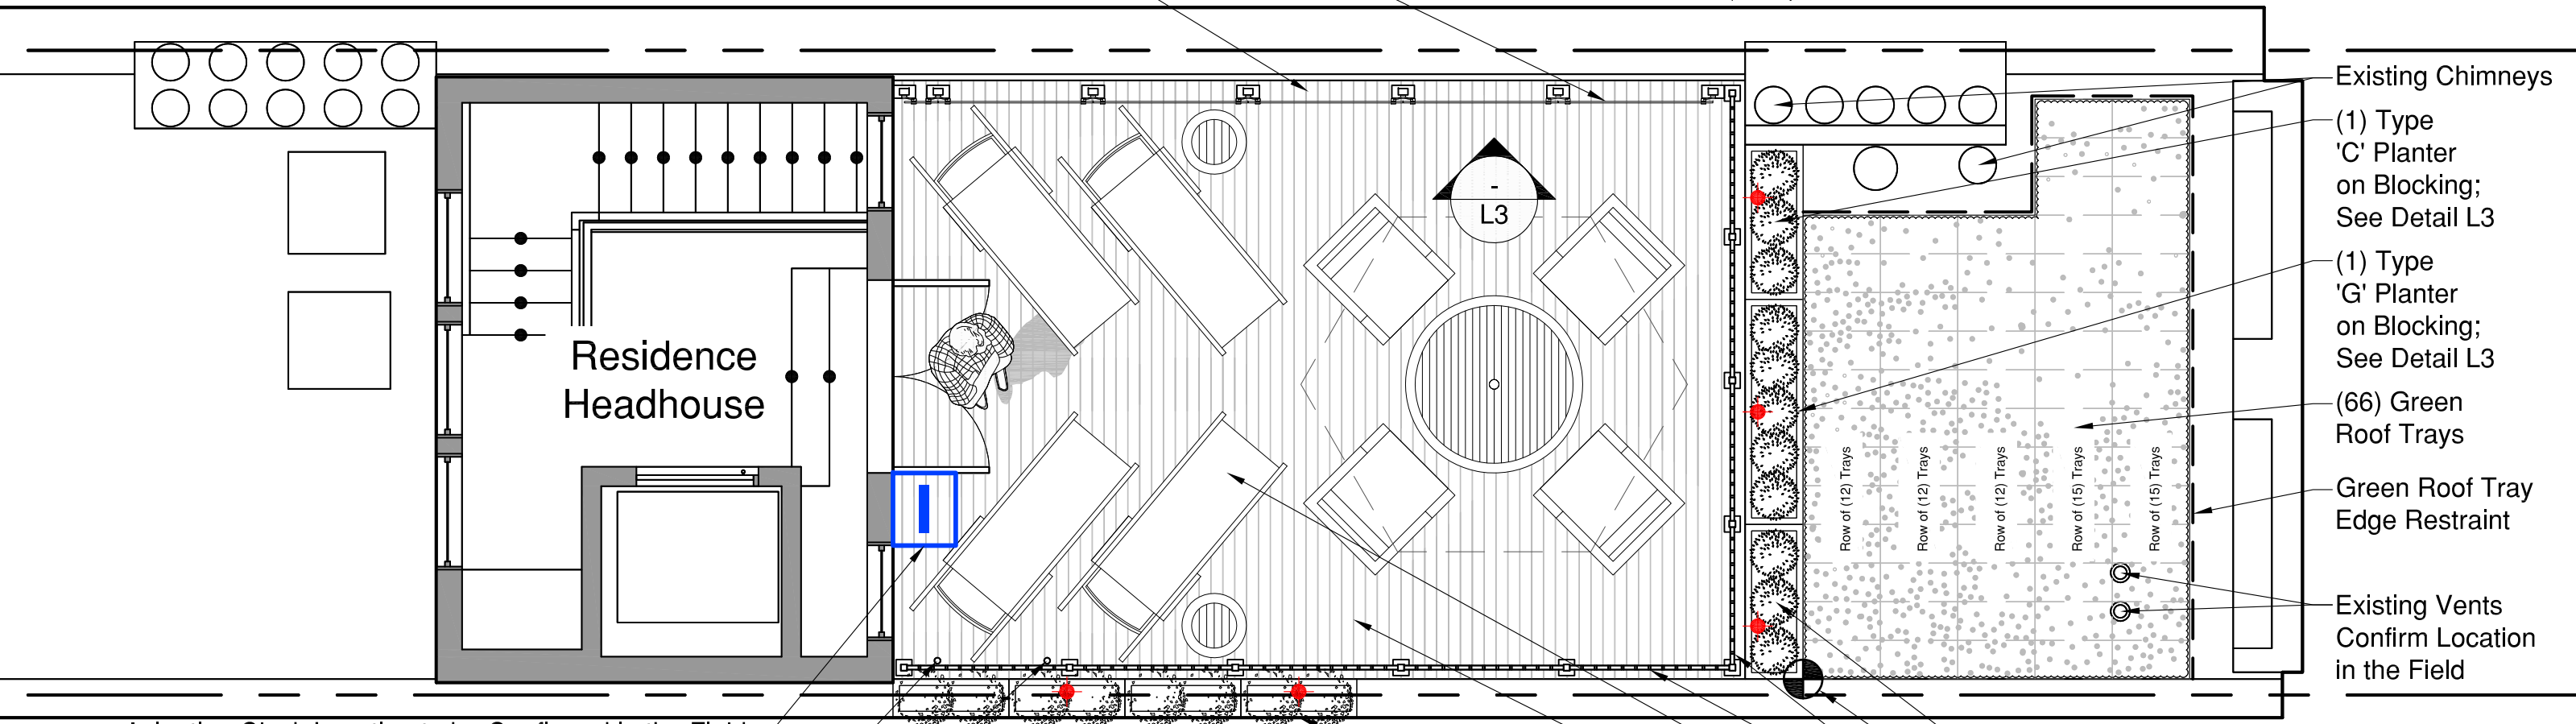 Existing Chimneys
(1) Type
'C' Planter
on Blocking;
See Detail L3
(1) Type
'G' Planter
on Blocking;
See Detail L3
(66) Green
Roof Trays
Green Roof Tray
Edge Restraint
Existing Vents
Confirm Location
in the Field
Residence
Headhouse
-
L3
Row of (12) Trays
Row of (12) Trays
Row of (12) Trays
Row of (15) Trays
Row of (15) Trays